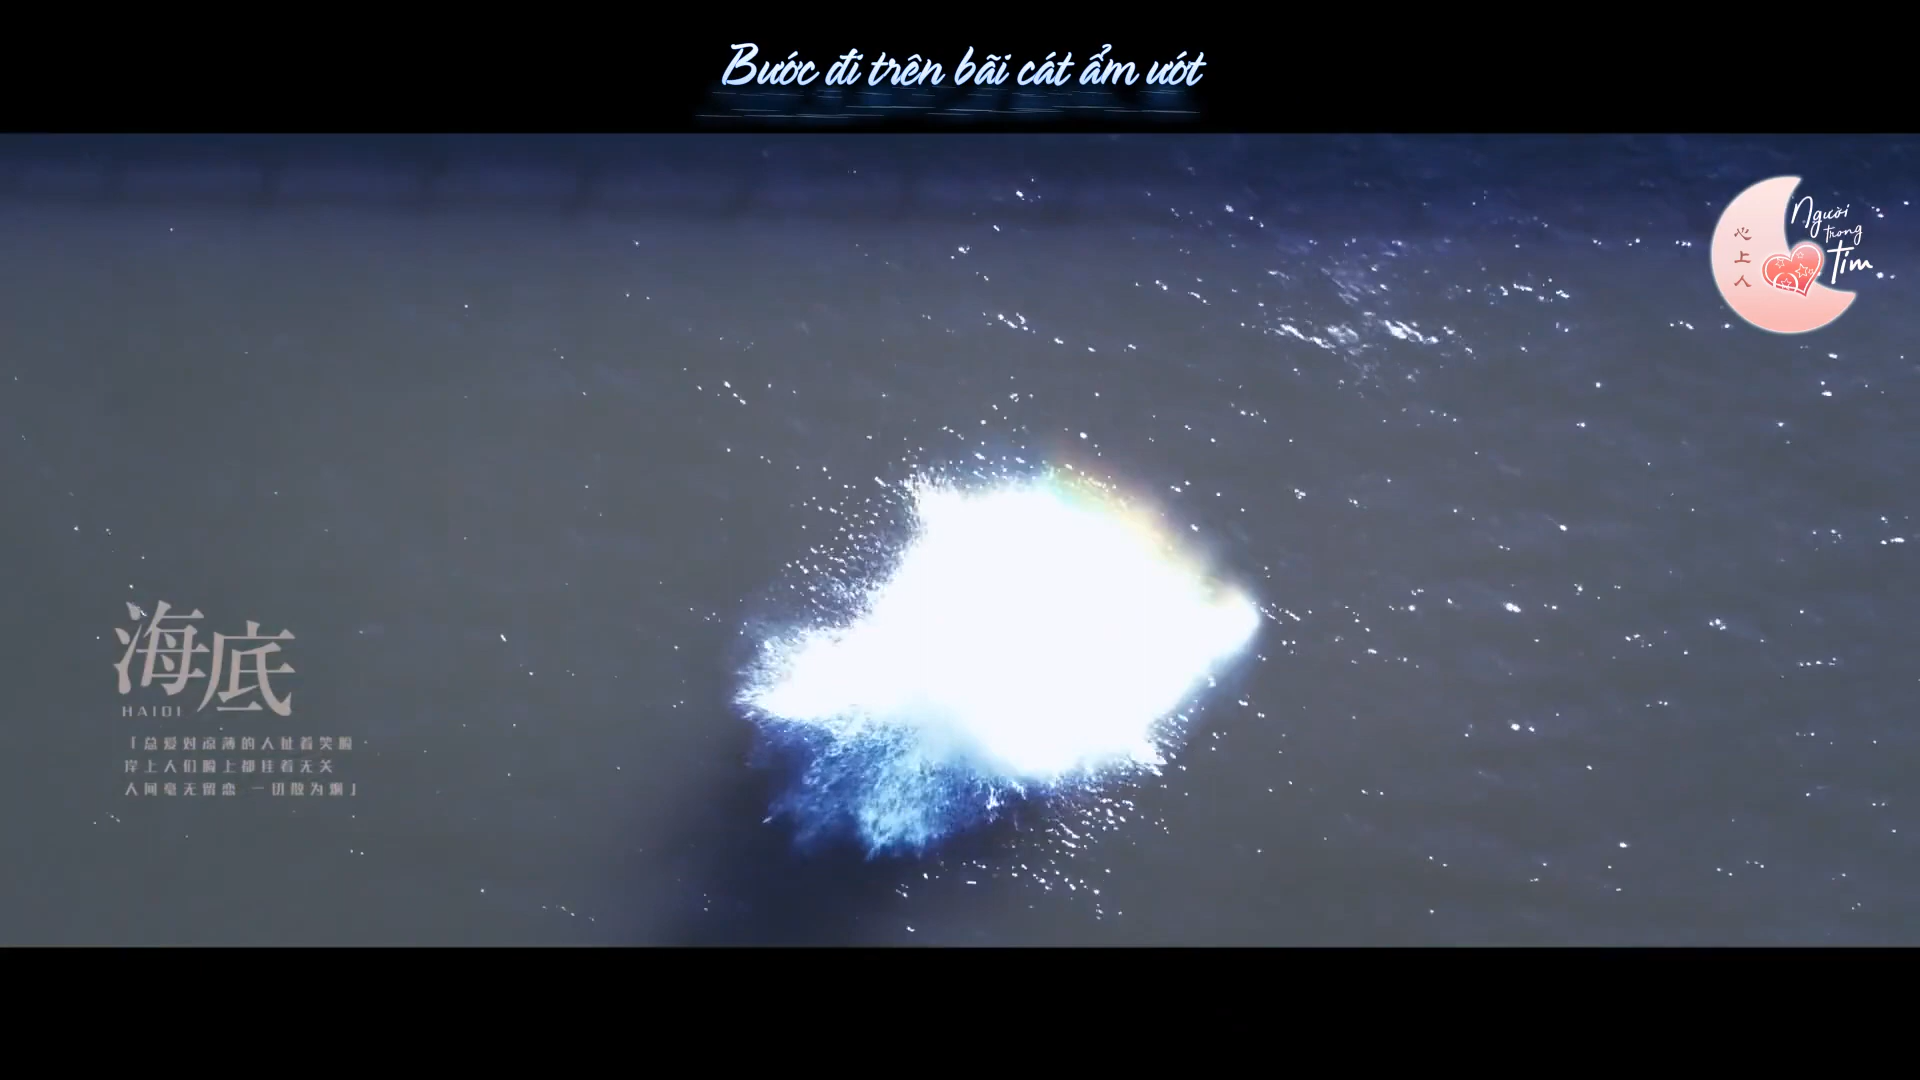 Bước đi trên bãi cát ẩm ướt
心上人
Người
trong
Tim
海底
HAIDI
「总爱对凉薄的人扯着笑脸
岸上人们脸上都挂着无关
人间毫无留恋 一切散为烟」